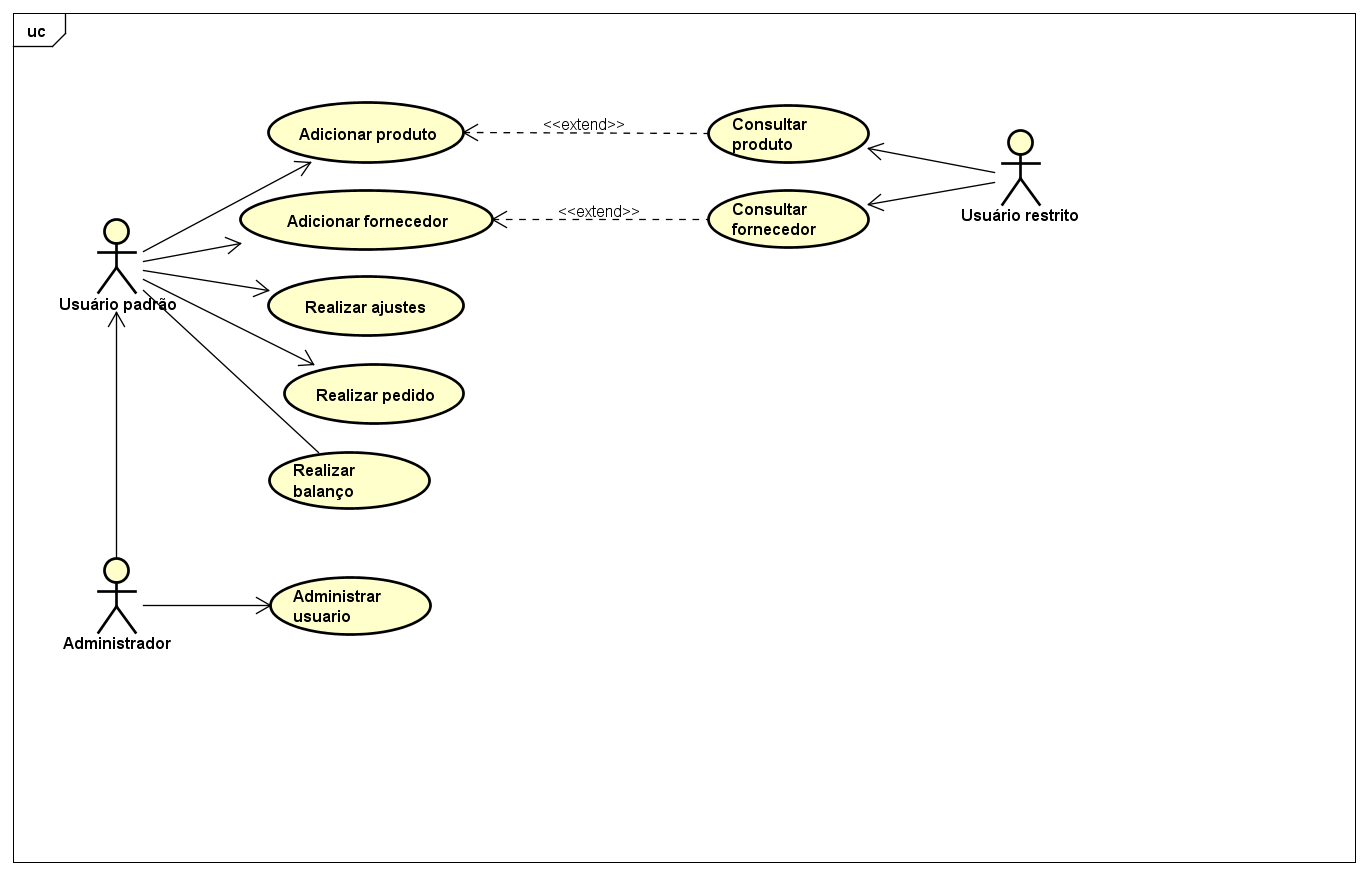 uc
Adicionar produto
<<extend>>
Consultar
produto
Usuário restrito
Adicionar fornecedor
<<extend>>
Consultar
fornecedor
Usuário padrão
Realizar ajustes
Realizar pedido
Realizar
balanço
Administrador
Administrar
usuario